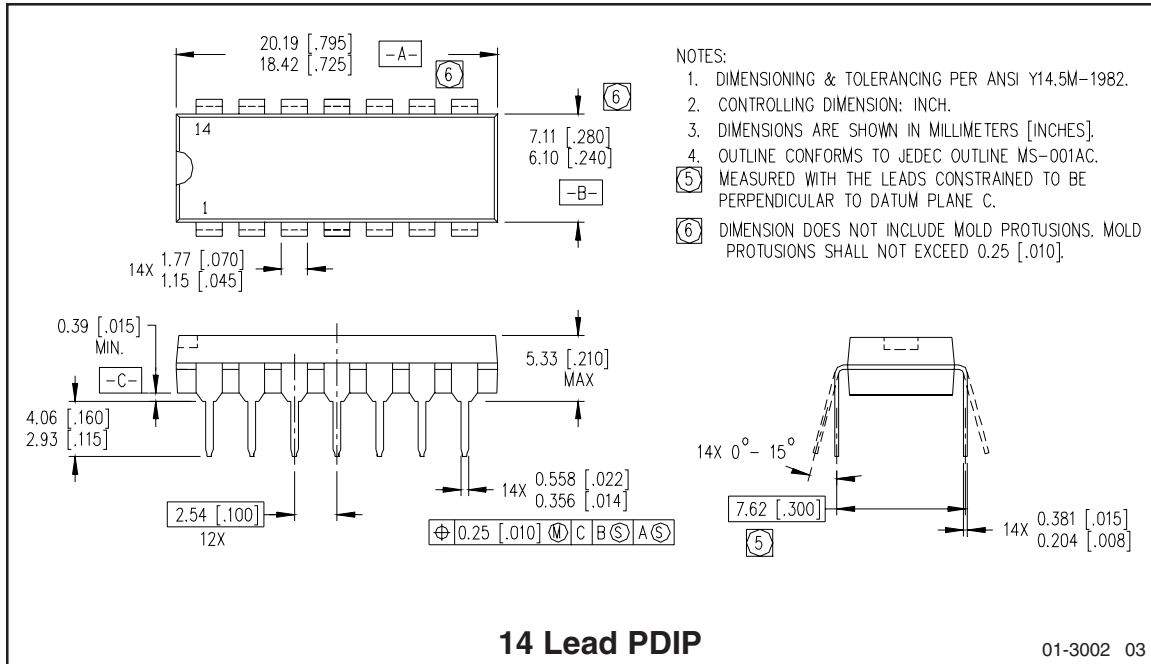 20.19 [.795]
18.42 [.725]
-A-
6
6
14
1
7.11 [.280]
6.10 [.240]
-B-
14X 1.77 [.070]
1.15 [.045]
NOTES:
1. DIMENSIONING & TOLERANCING PER ANSI Y14.5M-1982.
2. CONTROLLING DIMENSION: INCH.
3. DIMENSIONS ARE SHOWN IN MILLIMETERS [INCHES].
4. OUTLINE CONFORMS TO JEDEC OUTLINE MS-001AC.
5 MEASURED WITH THE LEADS CONSTRAINED TO BE
PERPENDICULAR TO DATUM PLANE C.
6 DIMENSION DOES NOT INCLUDE MOLD PROTUSIONS. MOLD
PROTUSIONS SHALL NOT EXCEED 0.25 [.010].
0.39 [.015]
MIN.
-C-
4.06 [.160]
2.93 [.115]
5.33 [.210]
MAX
2.54 [.100]
12X
14X 0.558 [.022]
0.356 [.014]
⌖ 0.25 [.010] Ⓜ C B Ⓢ A Ⓢ
14X 0°- 15°
7.62 [.300]
5
14X 0.381 [.015]
0.204 [.008]
14 Lead PDIP
01-3002 03